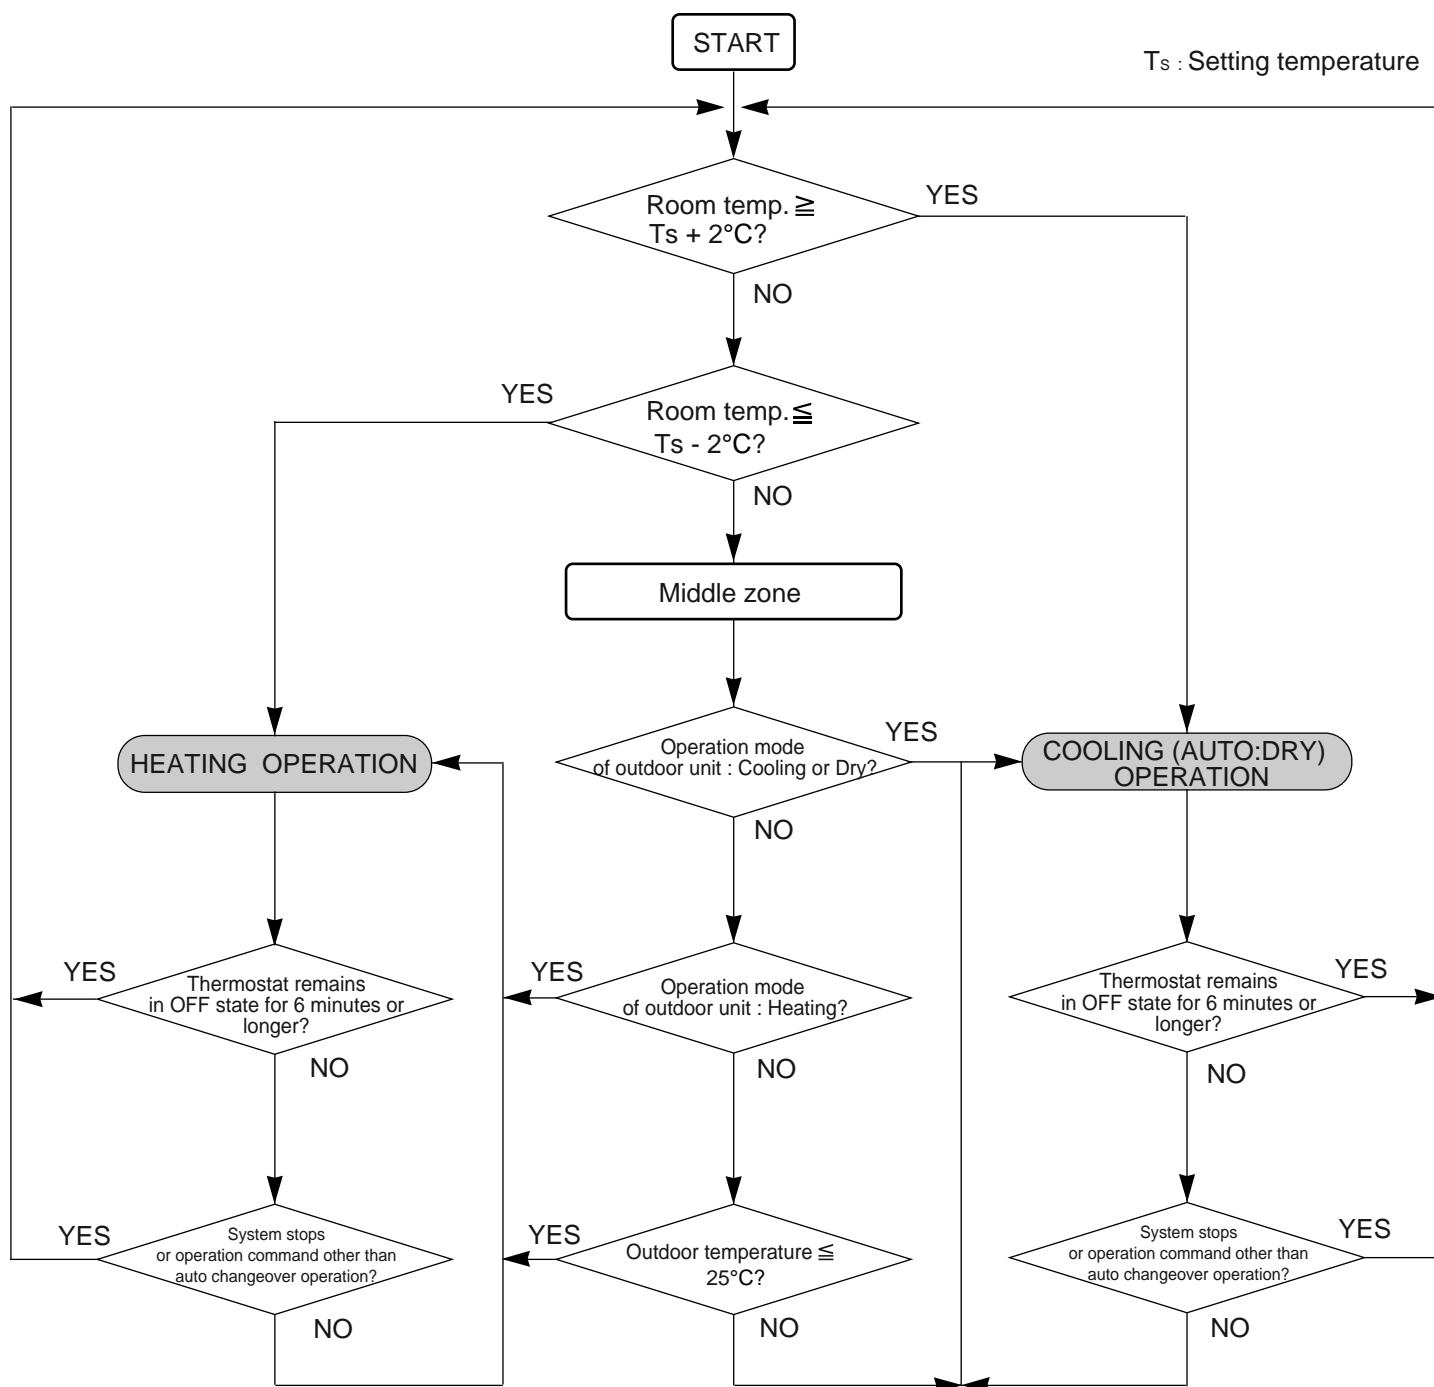 START
Ts : Setting temperature
Room temp. ≧
Ts + 2°C?
YES
NO
YES
Room temp. ≦
Ts - 2°C?
NO
Middle zone
HEATING OPERATION
Operation mode
of outdoor unit : Cooling or Dry?
YES
NO
COOLING (AUTO:DRY)
OPERATION
YES
Thermostat remains
in OFF state for 6 minutes or
longer?
NO
YES
Operation mode
of outdoor unit : Heating?
NO
Thermostat remains
in OFF state for 6 minutes or
longer?
YES
NO
YES
System stops
or operation command other than
auto changeover operation?
NO
YES
Outdoor temperature ≦
25°C?
NO
System stops
or operation command other than
auto changeover operation?
YES
NO